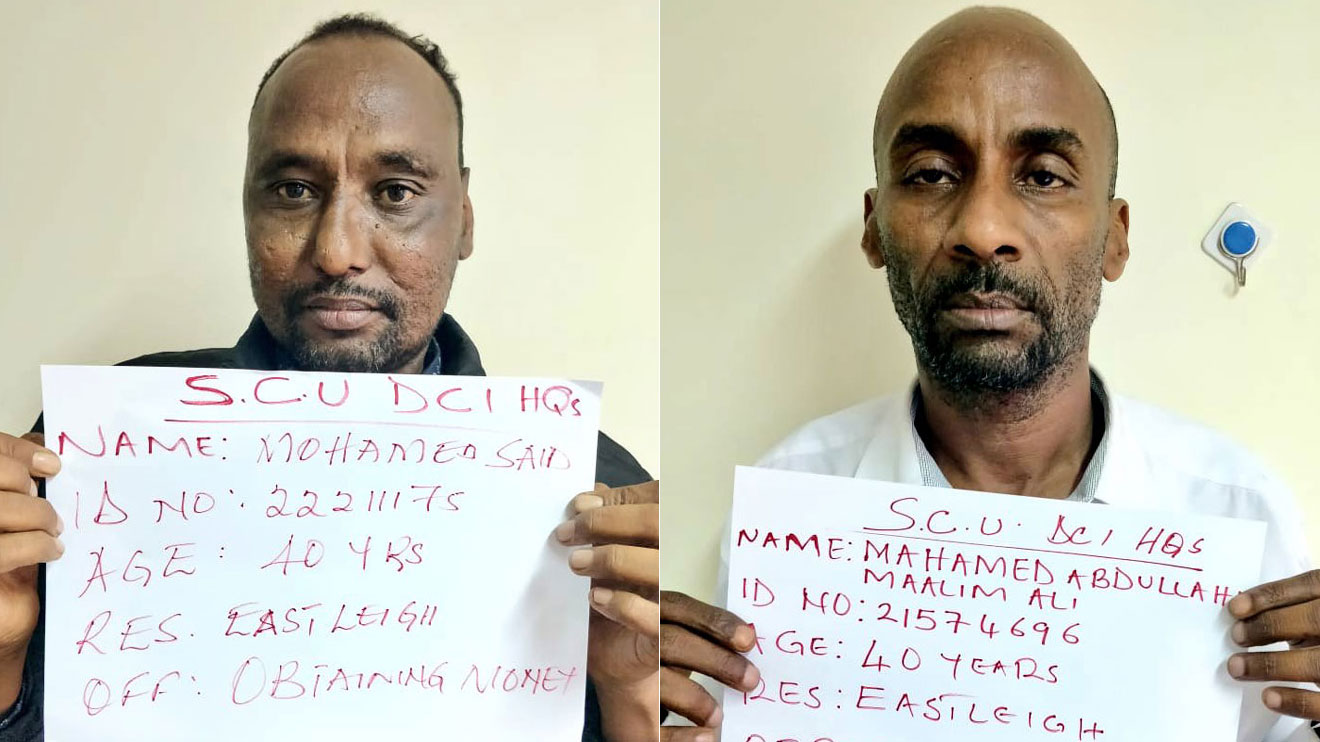 S.C.U DCI HQs
NAME: MOHAMED SAID
ID NO: 22211175
AGE: 40 YRS
RES. EASTLEIGH
OFF: OBTAINING MONEY
S.C.U. DCI HQs
NAME: MAHAMED ABDULLAHI
MAALIM ALI
ID NO: 21574696
AGE: 40 YEARS
RES: EASTLEIGH